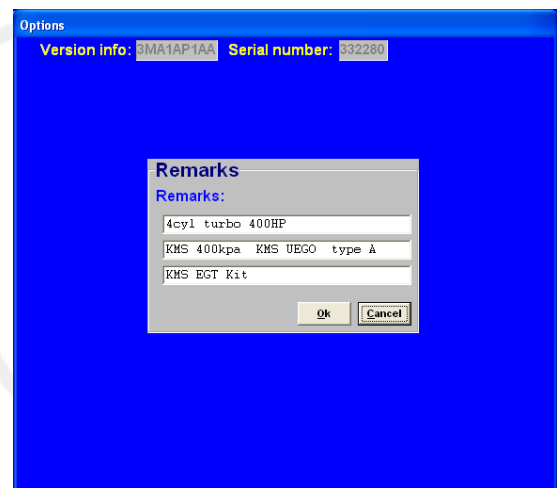 Options
Version info: 3MA1AP1AA Serial number: 332280
Remarks
Remarks:
4cyl turbo 400HP
KMS 400kpa KMS UEGO type A
KMS EGT Kit
Ok Cancel